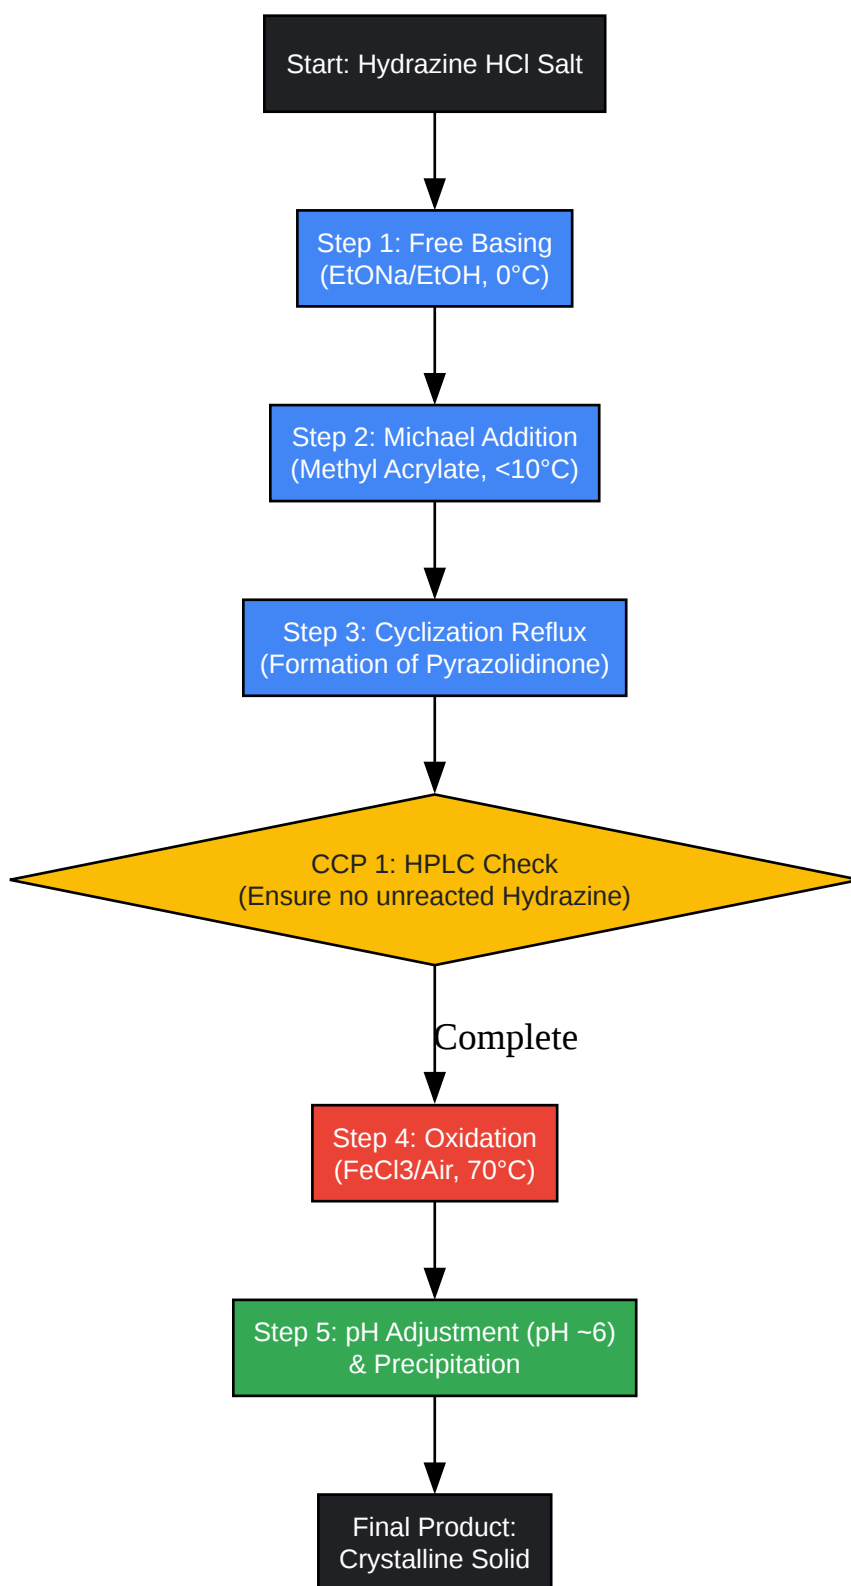 Start: Hydrazine HCl Salt
Step 1: Free Basing
(EtONa/EtOH, 0°C)
Step 2: Michael Addition
(Methyl Acrylate, <10°C)
Step 3: Cyclization Reflux
(Formation of Pyrazolidinone)
CCP 1: HPLC Check
(Ensure no unreacted Hydrazine)
Complete
Step 4: Oxidation
(FeCl3/Air, 70°C)
Step 5: pH Adjustment (pH ~6)
& Precipitation
Final Product:
Crystalline Solid